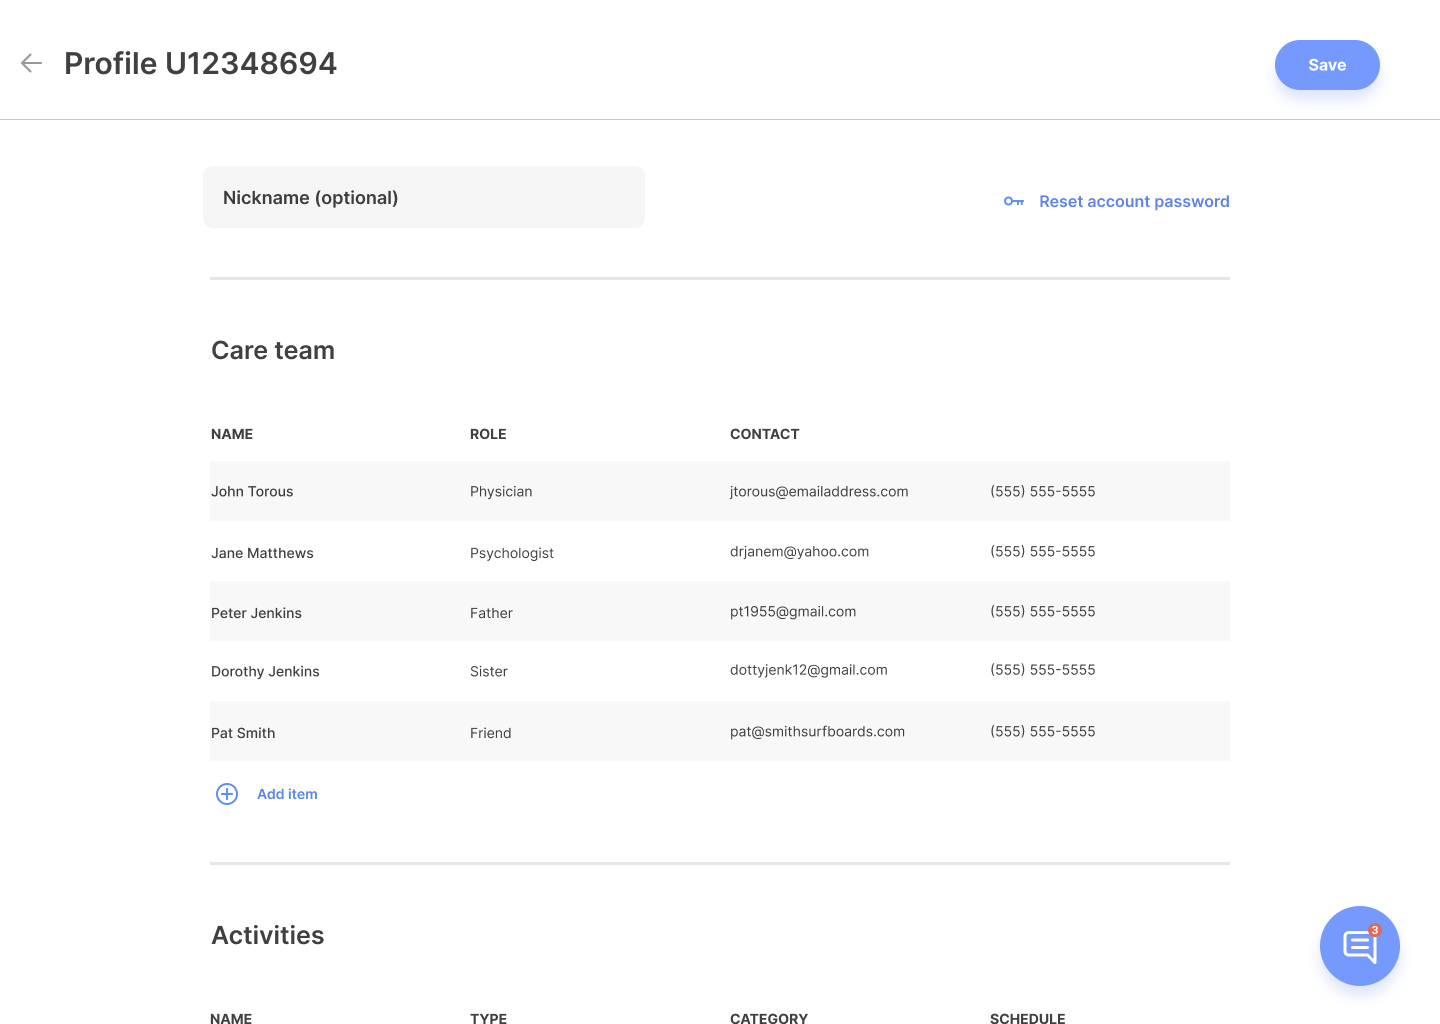 Profile U12348694
Save
Nickname (optional)
Reset account password
Care team
NAME ROLE CONTACT
John Torous Physician jtorous@emailaddress.com (555) 555-5555
Jane Matthews Psychologist drjanem@yahoo.com (555) 555-5555
Peter Jenkins Father pt1955@gmail.com (555) 555-5555
Dorothy Jenkins Sister dottyjenk12@gmail.com (555) 555-5555
Pat Smith Friend pat@smithsurfboards.com (555) 555-5555
Add item
Activities
3
NAME TYPE CATEGORY SCHEDULE